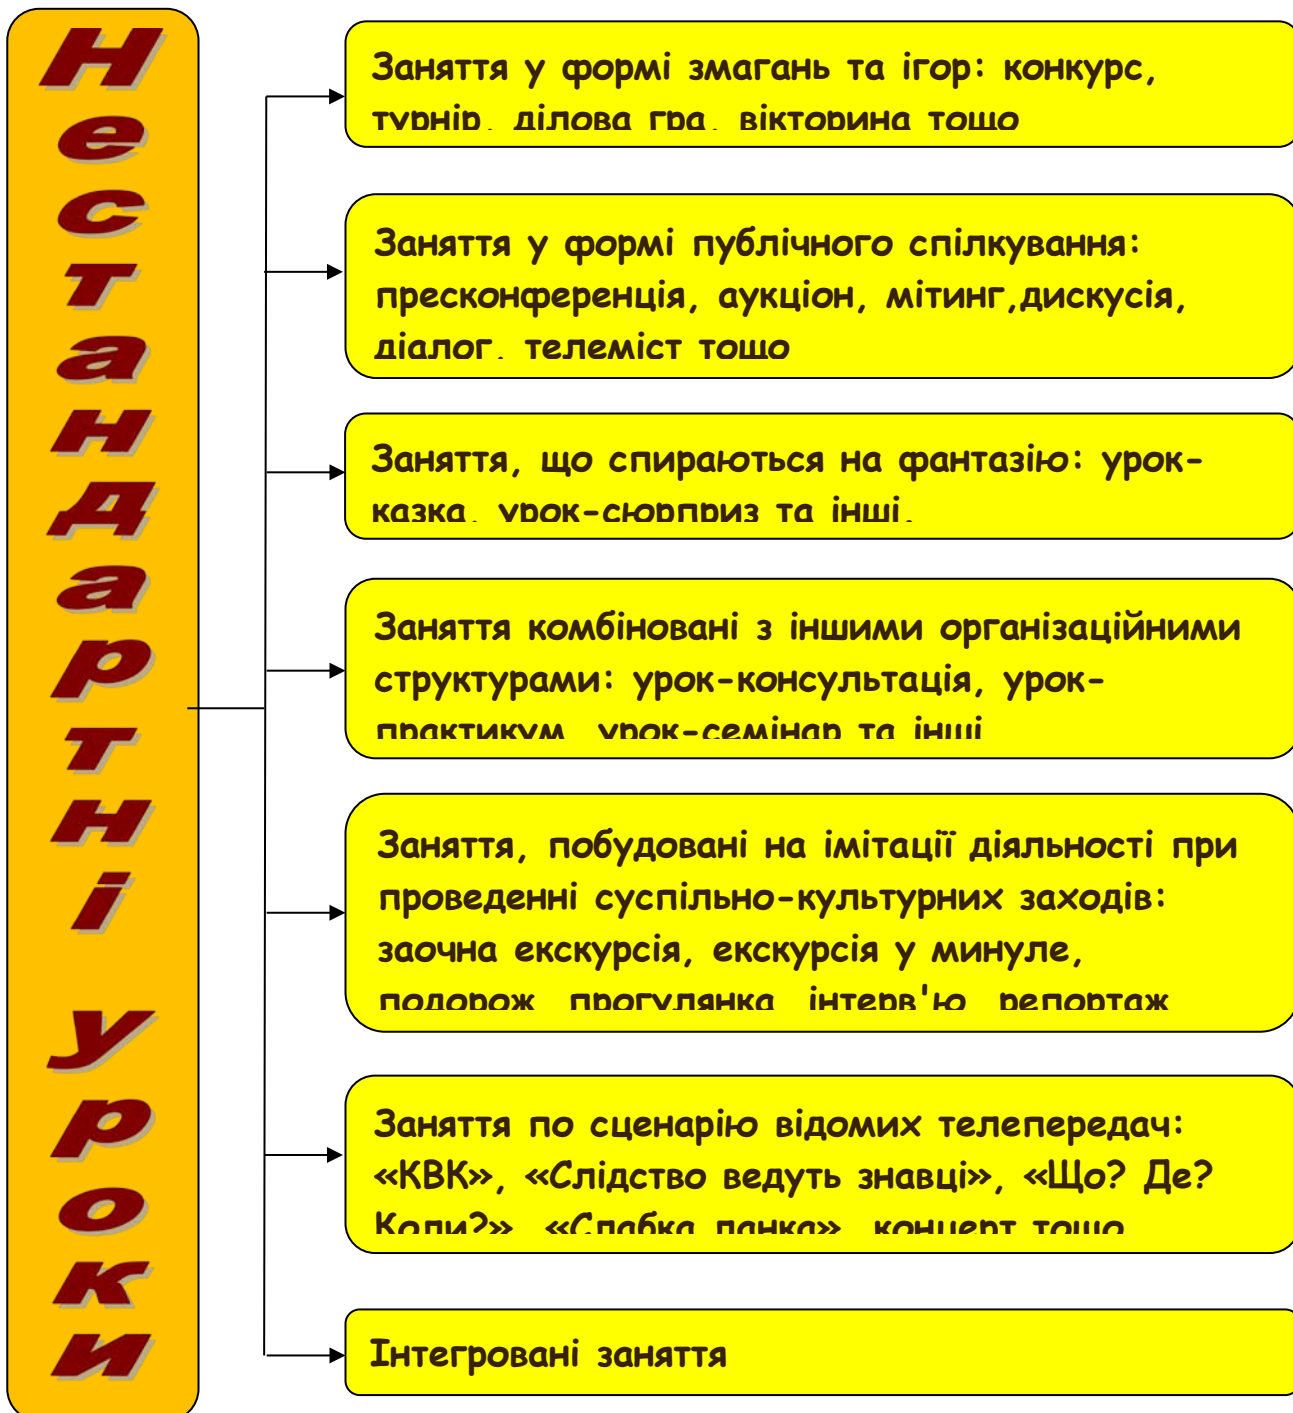 Нестандартні уроки
Заняття у формі змагань та ігор: конкурс,
турнір, ділова гра, вікторина тощо
Заняття у формі публічного спілкування:
пресконференція, аукціон, мітинг,дискусія,
діалог, телеміст тощо
Заняття, що спираються на фантазію: урок-
казка, урок-сюрприз та інші.
Заняття комбіновані з іншими організаційними
структурами: урок-консультація, урок-
практикум, урок-семінар та інші
Заняття, побудовані на імітації діяльності при
проведенні суспільно-культурних заходів:
заочна екскурсія, екскурсія у минуле,
подорож, прогулянка, інтерв'ю, репортаж
Заняття по сценарію відомих телепередач:
«КВК», «Слідство ведуть знавці», «Що? Де?
Коли?», «Слабка ланка», концерт тощо
Інтегровані заняття